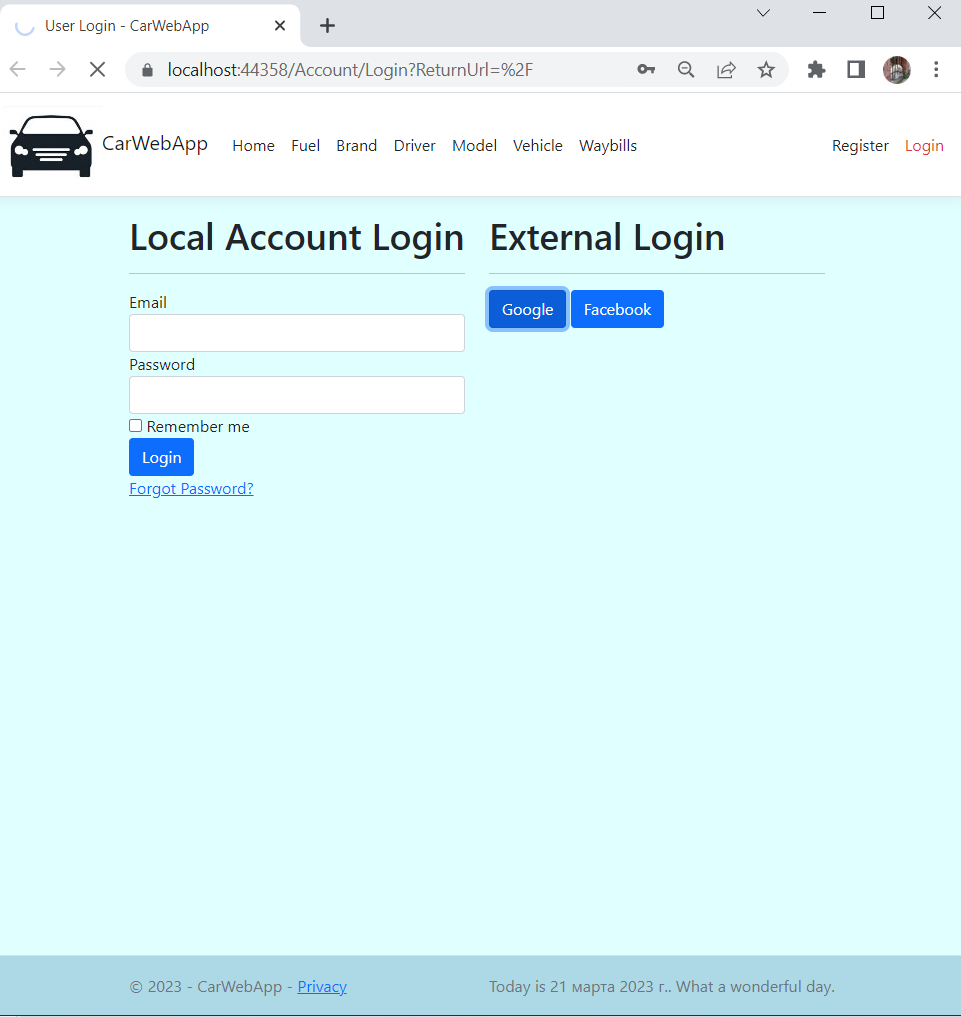 User Login - CarWebApp
localhost:44358/Account/Login?ReturnUrl=%2F
CarWebApp Home Fuel Brand Driver Model Vehicle Waybills Register Login
Local Account Login
Email
Password
Remember me
Login
Forgot Password?
External Login
Google Facebook
© 2023 - CarWebApp - Privacy
Today is 21 марта 2023 г.. What a wonderful day.